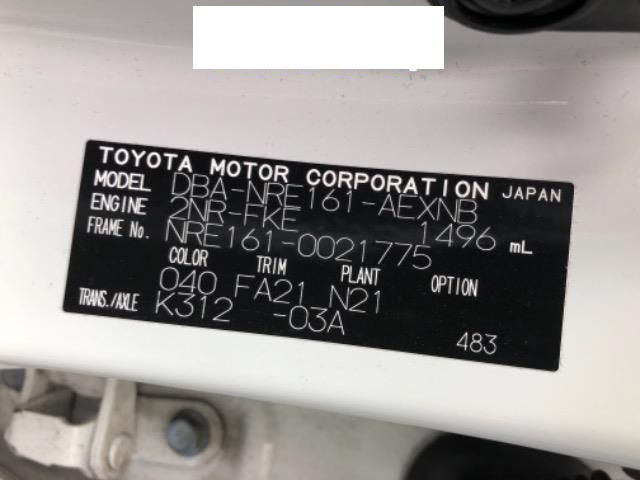 TOYOTA MOTOR CORPORATION JAPAN
MODEL DBA-NRE161-AEXNB
ENGINE 2NR-FKE 1496 mL
FRAME No. NRE161-0021775
COLOR TRIM PLANT OPTION
040 FA21 N21
TRANS./AXLE K312 -03A
483